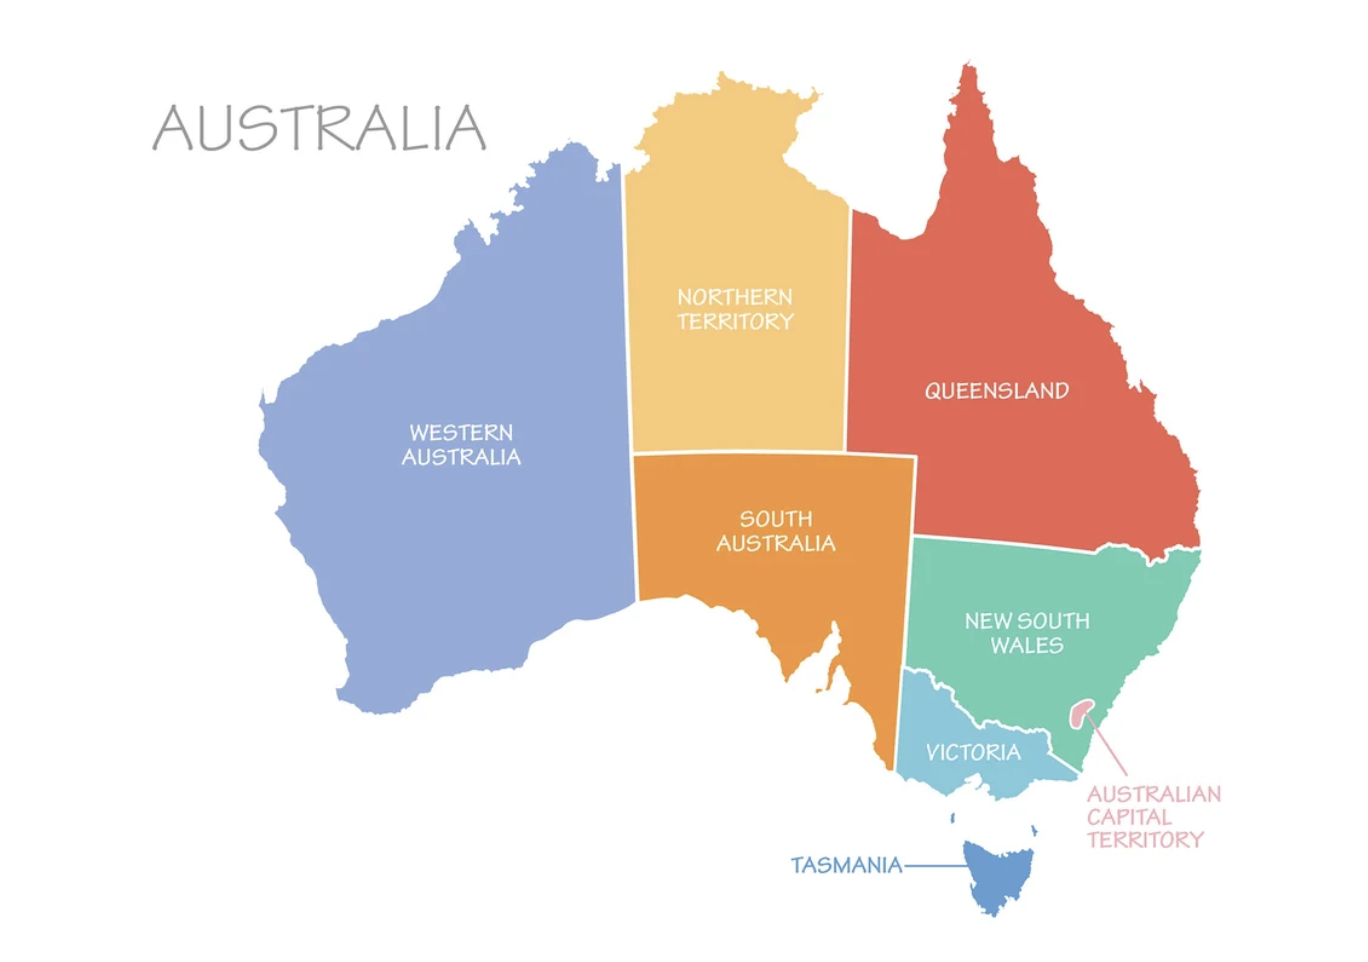 AUSTRALIA
NORTHERN
TERRITORY
QUEENSLAND
WESTERN
AUSTRALIA
SOUTH
AUSTRALIA
NEW SOUTH
WALES
VICTORIA
AUSTRALIAN
CAPITAL
TERRITORY
TASMANIA